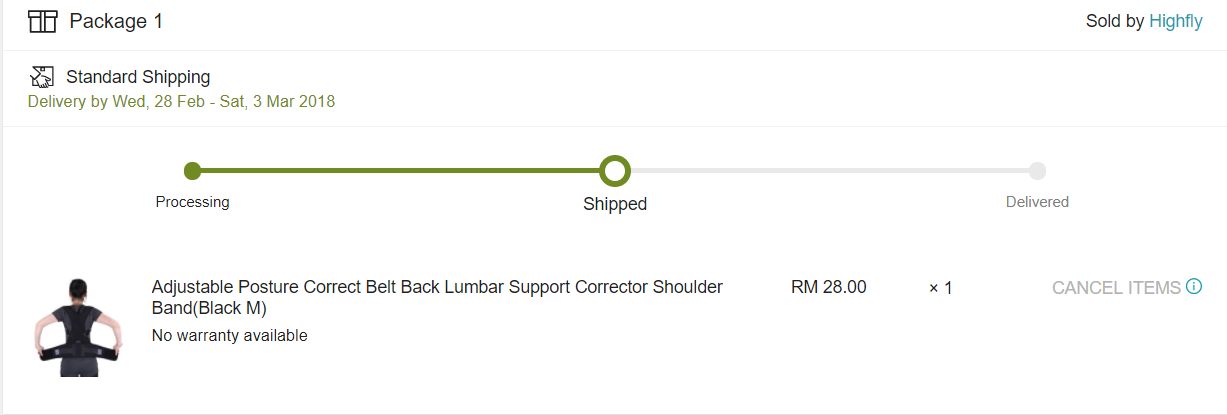 Package 1
Sold by Highfly
Standard Shipping
Delivery by Wed, 28 Feb - Sat, 3 Mar 2018
Processing
Shipped
Delivered
Adjustable Posture Correct Belt Back Lumbar Support Corrector Shoulder
Band(Black M)
No warranty available
RM 28.00
× 1
CANCEL ITEMS